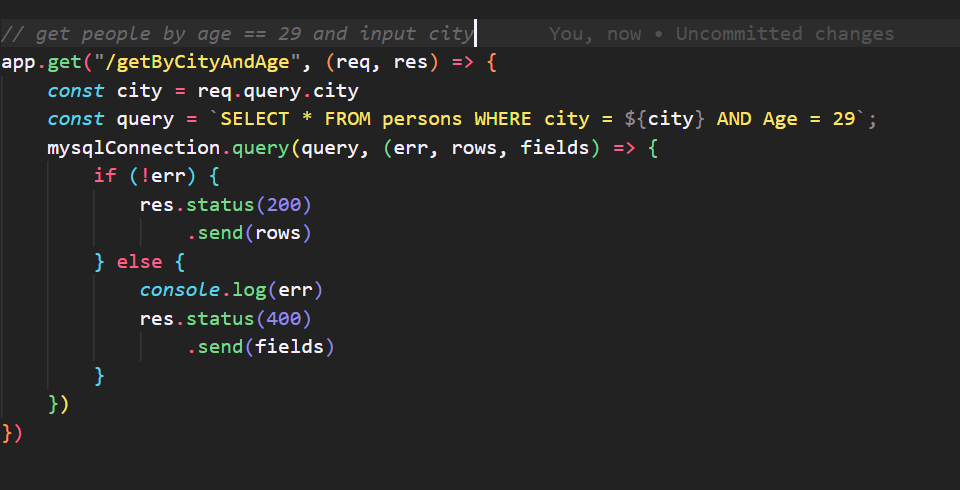 // get people by age == 29 and input city You, now • Uncommitted changes
app.get("/getByCityAndAge", (req, res) => {
    const city = req.query.city
    const query = `SELECT * FROM persons WHERE city = ${city} AND Age = 29`;
    mysqlConnection.query(query, (err, rows, fields) => {
        if (!err) {
            res.status(200)
                .send(rows)
        } else {
            console.log(err)
            res.status(400)
                .send(fields)
        }
    })
})